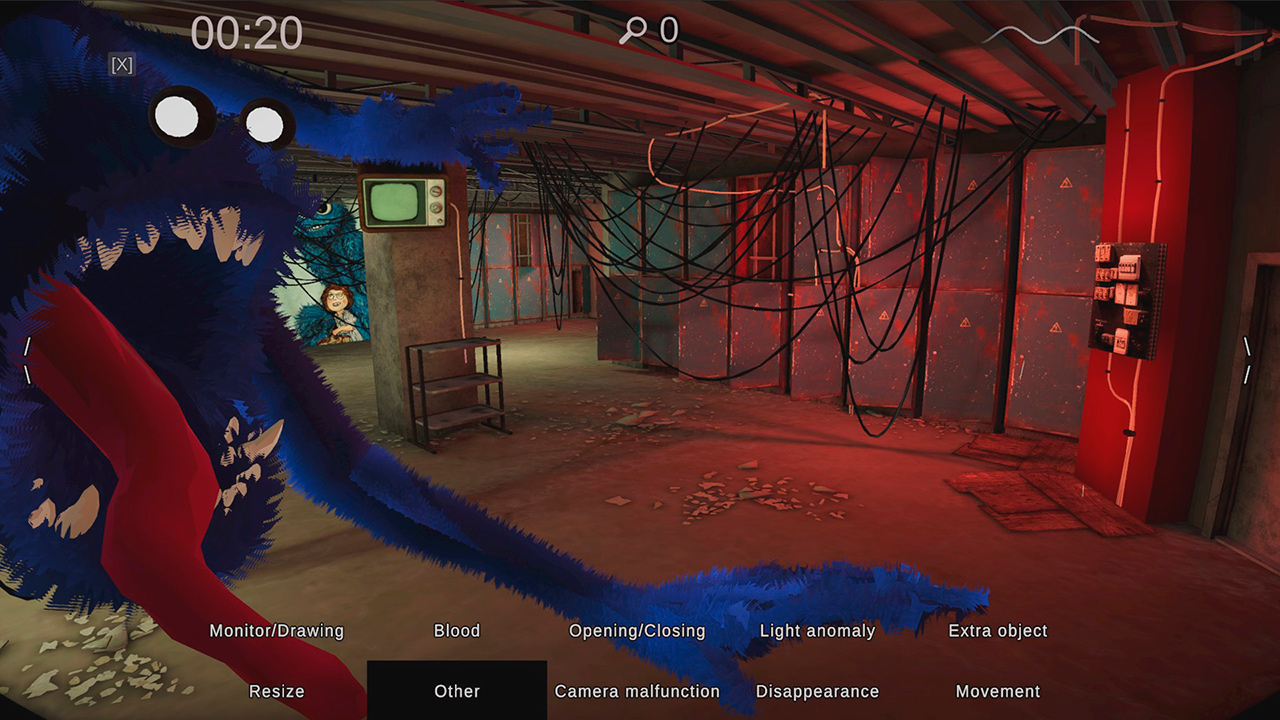 00:20
0
[X]
Monitor/Drawing
Blood
Opening/Closing
Light anomaly
Extra object
Resize
Other
Camera malfunction
Disappearance
Movement